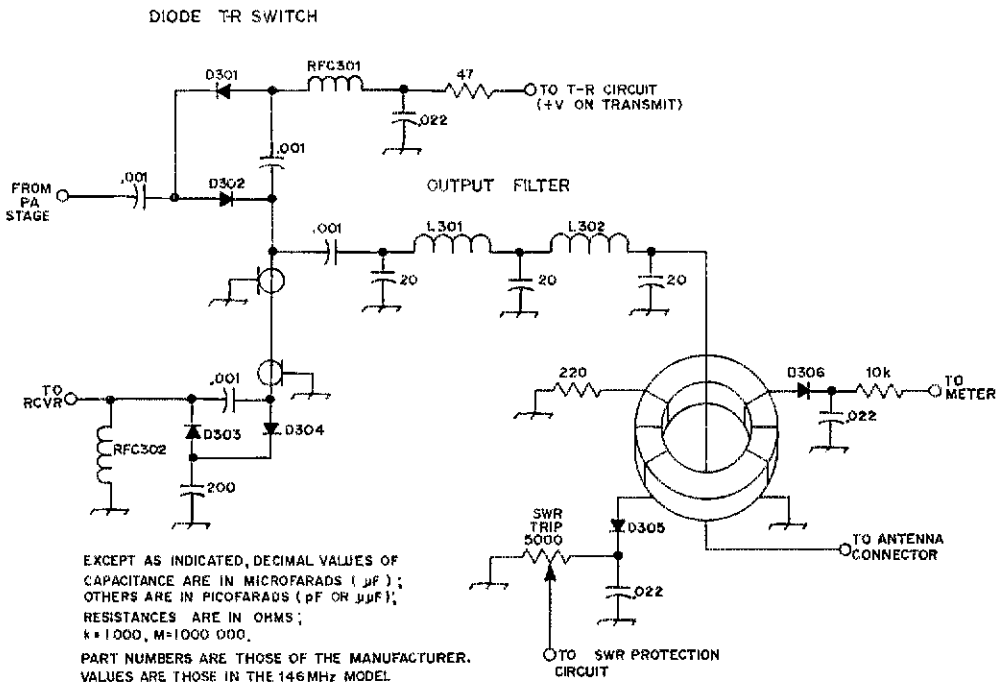 DIODE T-R SWITCH
D301
RFC301
47
TO T-R CIRCUIT
(+V ON TRANSMIT)
.022
.001
FROM
PA
STAGE
.001
D302
OUTPUT FILTER
.001
L301
L302
20
20
20
TO
RCVR
.001
D303
D304
RFC302
200
220
D306
10k
TO
METER
.022
SWR
TRIP
5000
D305
.022
TO ANTENNA
CONNECTOR
TO SWR PROTECTION
CIRCUIT
EXCEPT AS INDICATED, DECIMAL VALUES OF
CAPACITANCE ARE IN MICROFARADS (µF);
OTHERS ARE IN PICOFARADS (pF OR µµF);
RESISTANCES ARE IN OHMS;
k=1000, M=1000 000.
PART NUMBERS ARE THOSE OF THE MANUFACTURER.
VALUES ARE THOSE IN THE 146MHz MODEL